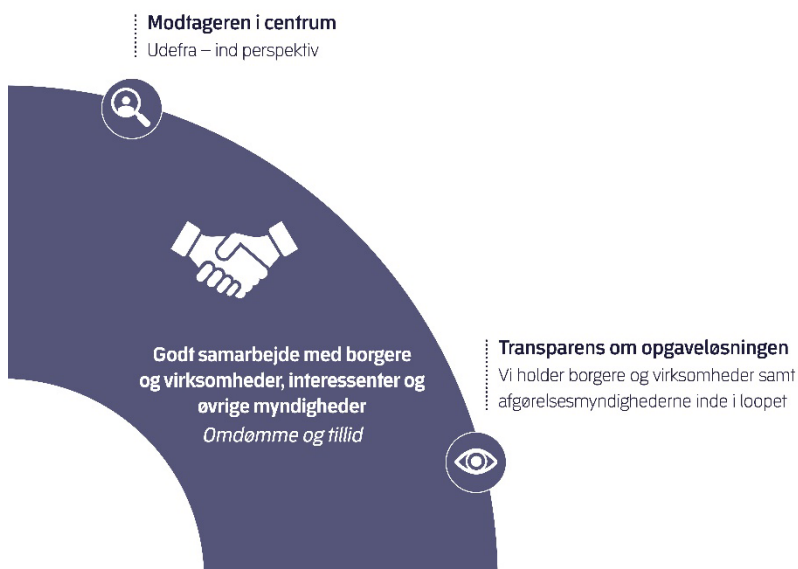 Modtageren i centrum
Udefra – ind perspektiv
Godt samarbejde med borgere
og virksomheder, interessenter og
øvrige myndigheder
Omdømme og tillid
Transparens om opgaveløsningen
Vi holder borgere og virksomheder samt
afgørelsesmyndighederne inde i loopet